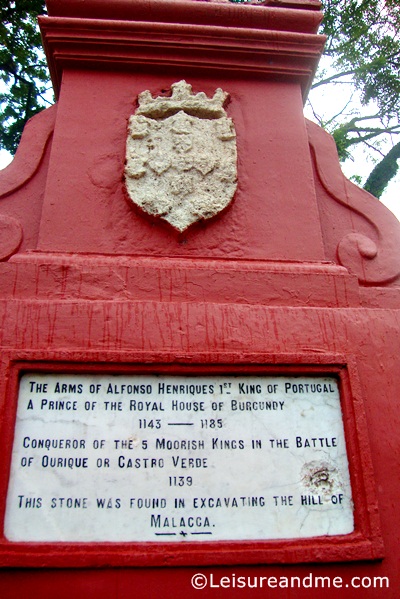 The Arms of Alfonso Henriques 1st King of Portugal
A Prince of the Royal House of Burgundy
1143 — 1185
Conqueror of the 5 Moorish Kings in the Battle
of Ourique or Castro Verde
1139
This stone was found in excavating the hill of
Malacca.
©Leisureandme.com